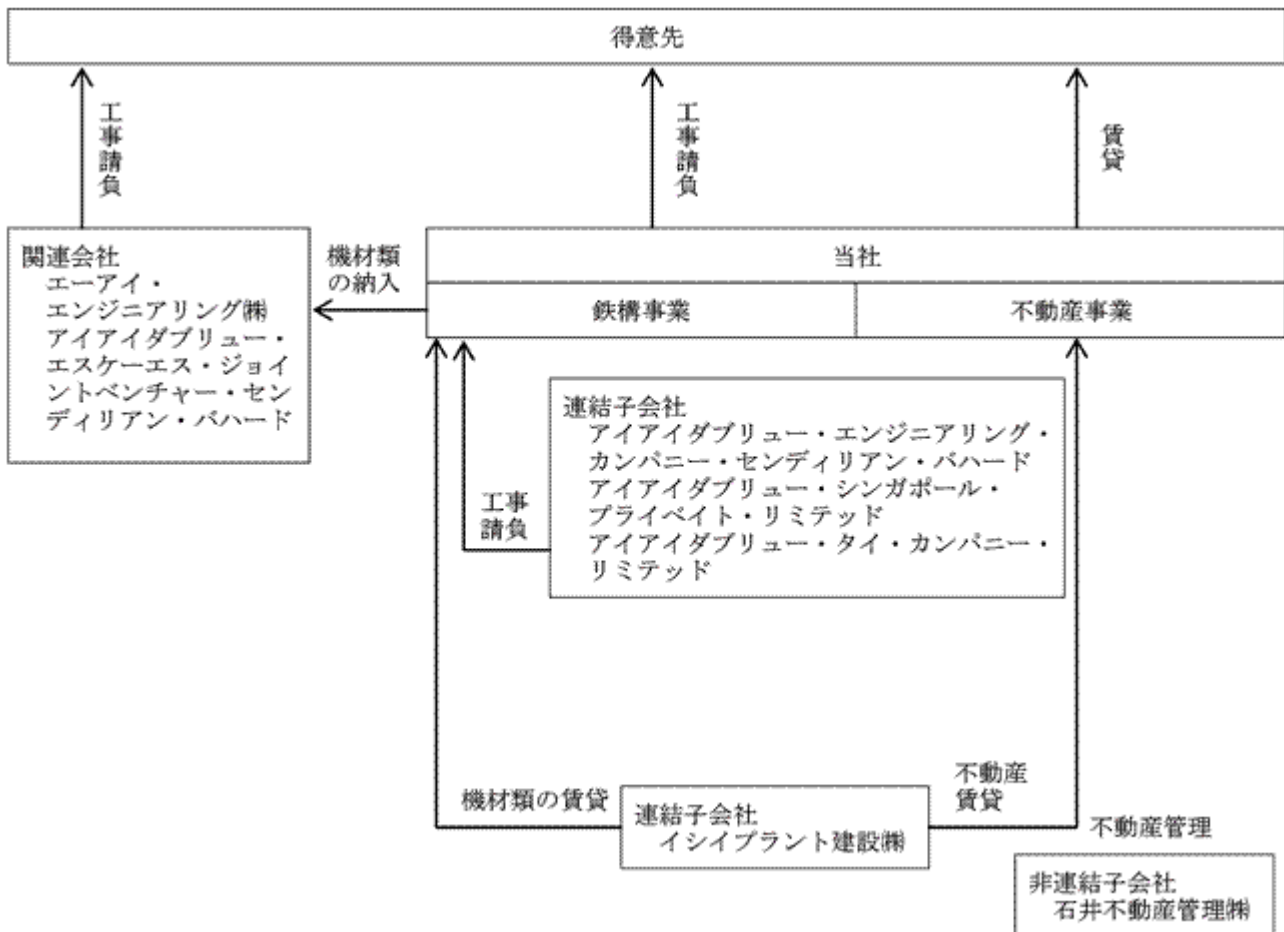 得意先
工事請負
工事請負
賃貸
関連会社
エーアイ・
エンジニアリング㈱
アイアイダブリュー・
エスケーエス・ジョイ
ントベンチャー・セン
ディリアン・バハード
機材類
の納入
当社
鉄構事業
不動産事業
連結子会社
アイアイダブリュー・エンジニアリング・
カンパニー・センディリアン・バハード
アイアイダブリュー・シンガポール・
プライベイト・リミテッド
アイアイダブリュー・タイ・カンパニー・
リミテッド
工事
請負
機材類の賃貸
連結子会社
イシイプラント建設㈱
不動産
賃貸
不動産管理
非連結子会社
石井不動産管理㈱